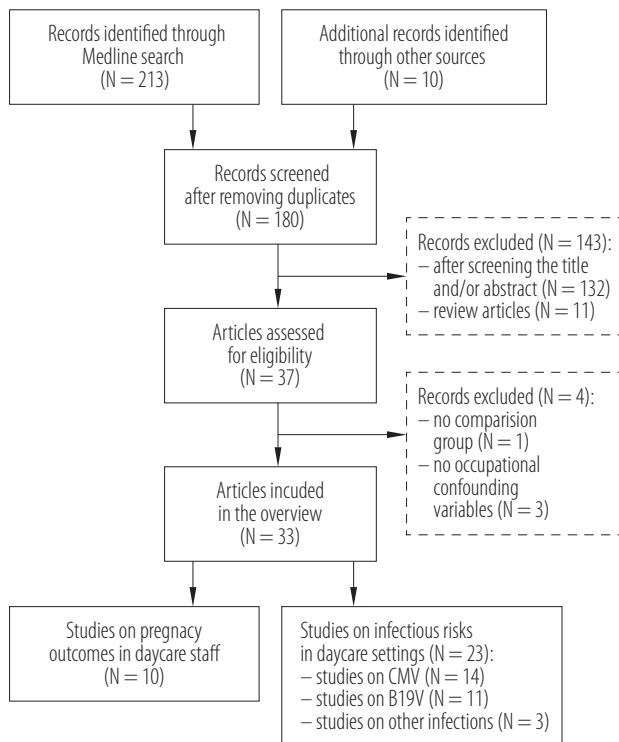 Records identified through
Medline search
(N = 213)
Additional records identified
through other sources
(N = 10)
Records screened
after removing duplicates
(N = 180)
Records excluded (N = 143):
– after screening the title
and/or abstract (N = 132)
– review articles (N = 11)
Articles assessed
for eligibility
(N = 37)
Records excluded (N = 4):
– no comparision
group (N = 1)
– no occupational
confounding
variables (N = 3)
Articles incuded
in the overview
(N = 33)
Studies on pregnacy
outcomes in daycare staff
(N = 10)
Studies on infectious risks
in daycare settings (N = 23):
– studies on CMV (N = 14)
– studies on B19V (N = 11)
– studies on other infections (N = 3)